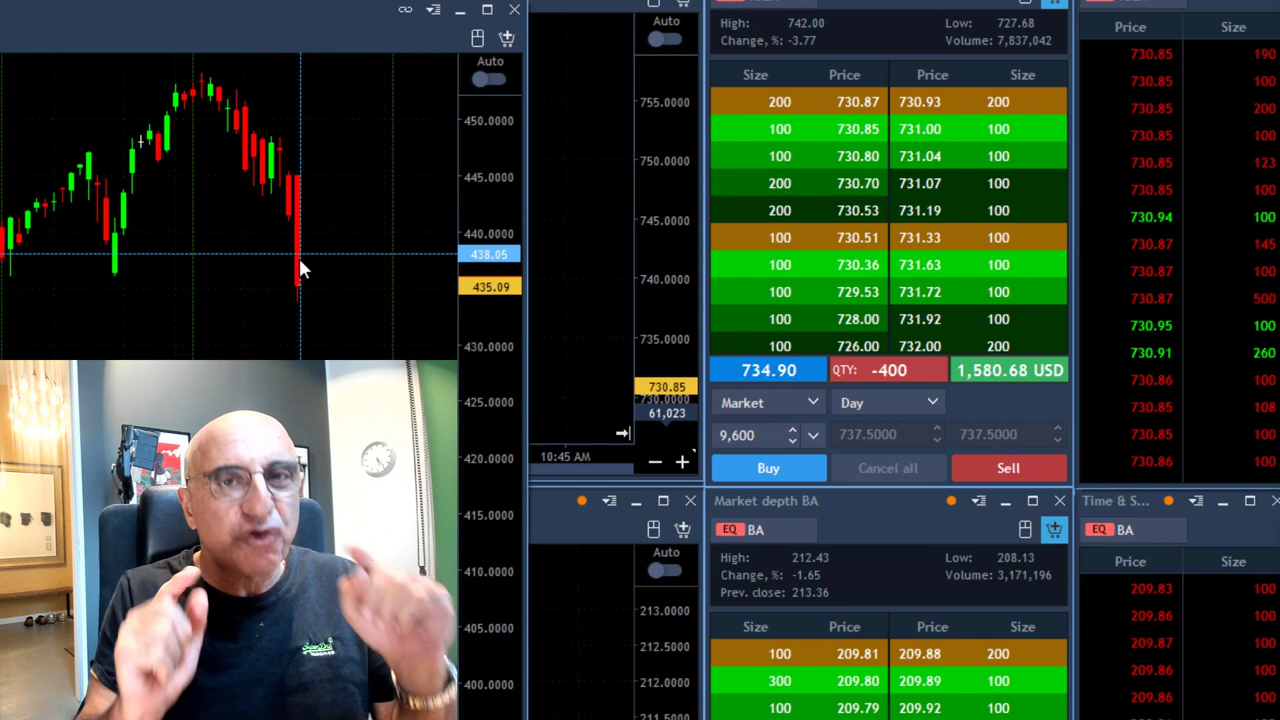 Auto
450.0000
445.0000
440.0000
438.05
435.09
430.0000
425.0000
420.0000
415.0000
410.0000
405.0000
400.0000
Auto
755.0000
750.0000
745.0000
740.0000
735.0000
730.85
730.0000
61,023
10:45 AM
High: 742.00 Low: 727.68
Change, %: -3.77 Volume: 7,837,042
Size Price Price Size
200 730.87 730.93 200
100 730.85 731.00 100
100 730.80 731.04 100
200 730.70 731.07 100
200 730.53 731.19 100
100 730.51 731.33 100
100 730.36 731.63 100
100 729.53 731.72 100
100 728.00 731.92 100
100 726.00 732.00 200
734.90 QTY: -400 1,580.68 USD
Market Day
9,600 737.5000 737.5000
Buy Cancel all Sell
Price Size
730.85 190
730.85 100
730.85 200
730.85 100
730.85 123
730.85 100
730.94 100
730.87 145
730.87 100
730.87 500
730.95 100
730.91 260
730.86 100
730.85 108
730.85 100
730.86 100
Auto
213.0000
212.5000
212.0000
211.5000
Market depth BA
EQ BA
High: 212.43 Low: 208.13
Change, %: -1.65 Volume: 3,171,196
Prev. close: 213.36
Size Price Price Size
100 209.81 209.88 200
300 209.80 209.89 100
100 209.79 209.92 100
Time & S...
EQ BA
Price Size
209.83 100
209.86 100
209.87 100
209.86 100
209.86 100